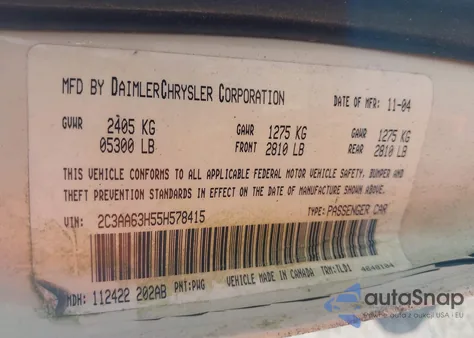 MFD BY DAIMLERCHRYSLER CORPORATION DATE OF MFR: 11-04
GVWR 2405 KG GAWR 1275 KG GAWR 1275 KG
05300 LB FRONT 2810 LB REAR 2810 LB
THIS VEHICLE CONFORMS TO ALL APPLICABLE FEDERAL MOTOR VEHICLE SAFETY, BUMPER AND
THEFT PREVENTION STANDARDS IN EFFECT ON THE DATE OF MANUFACTURE SHOWN ABOVE.
VIN: 2C3AA63H55H578415 TYPE: PASSENGER CAR
MDH: 112422 202AB PNT: PWG VEHICLE MADE IN CANADA TRM: TLD1
autoSnap